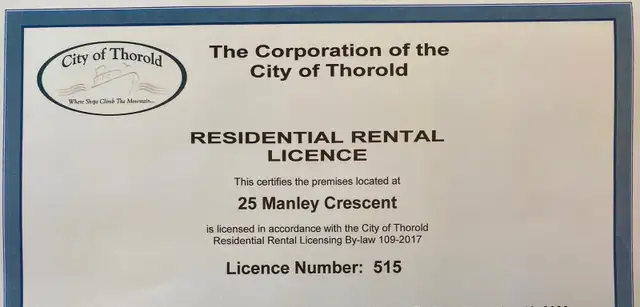 City of Thorold
Where Ships Climb The Mountain...
The Corporation of the
City of Thorold
RESIDENTIAL RENTAL
LICENCE
This certifies the premises located at
25 Manley Crescent
is licensed in accordance with the City of Thorold
Residential Rental Licensing By-law 109-2017
Licence Number: 515